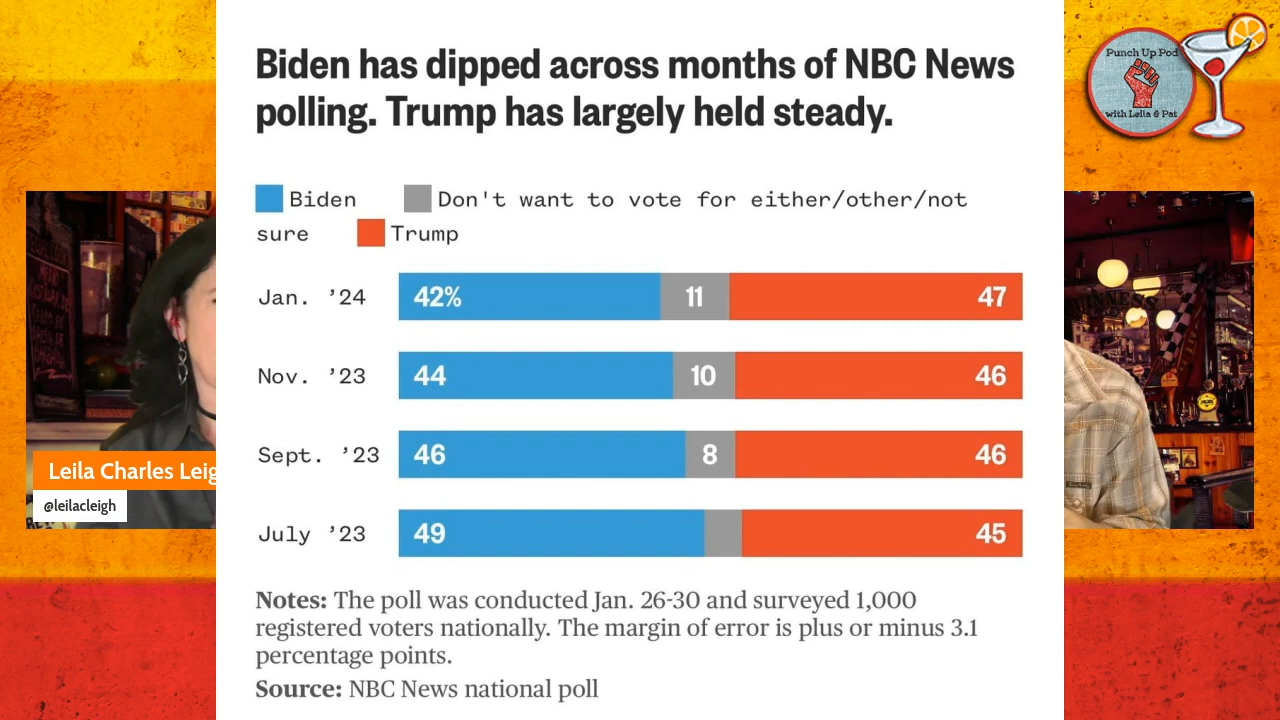 Biden has dipped across months of NBC News
polling. Trump has largely held steady.
Biden Don't want to vote for either/other/not
sure Trump
Jan. ’24 42% 11 47
Nov. ’23 44 10 46
Sept. ’23 46 8 46
July ’23 49 45
Notes: The poll was conducted Jan. 26-30 and surveyed 1,000
registered voters nationally. The margin of error is plus or minus 3.1
percentage points.
Source: NBC News national poll
Punch Up Pod
with Leila & Pat
Leila Charles Leig
@leilacleigh
GUINNESS